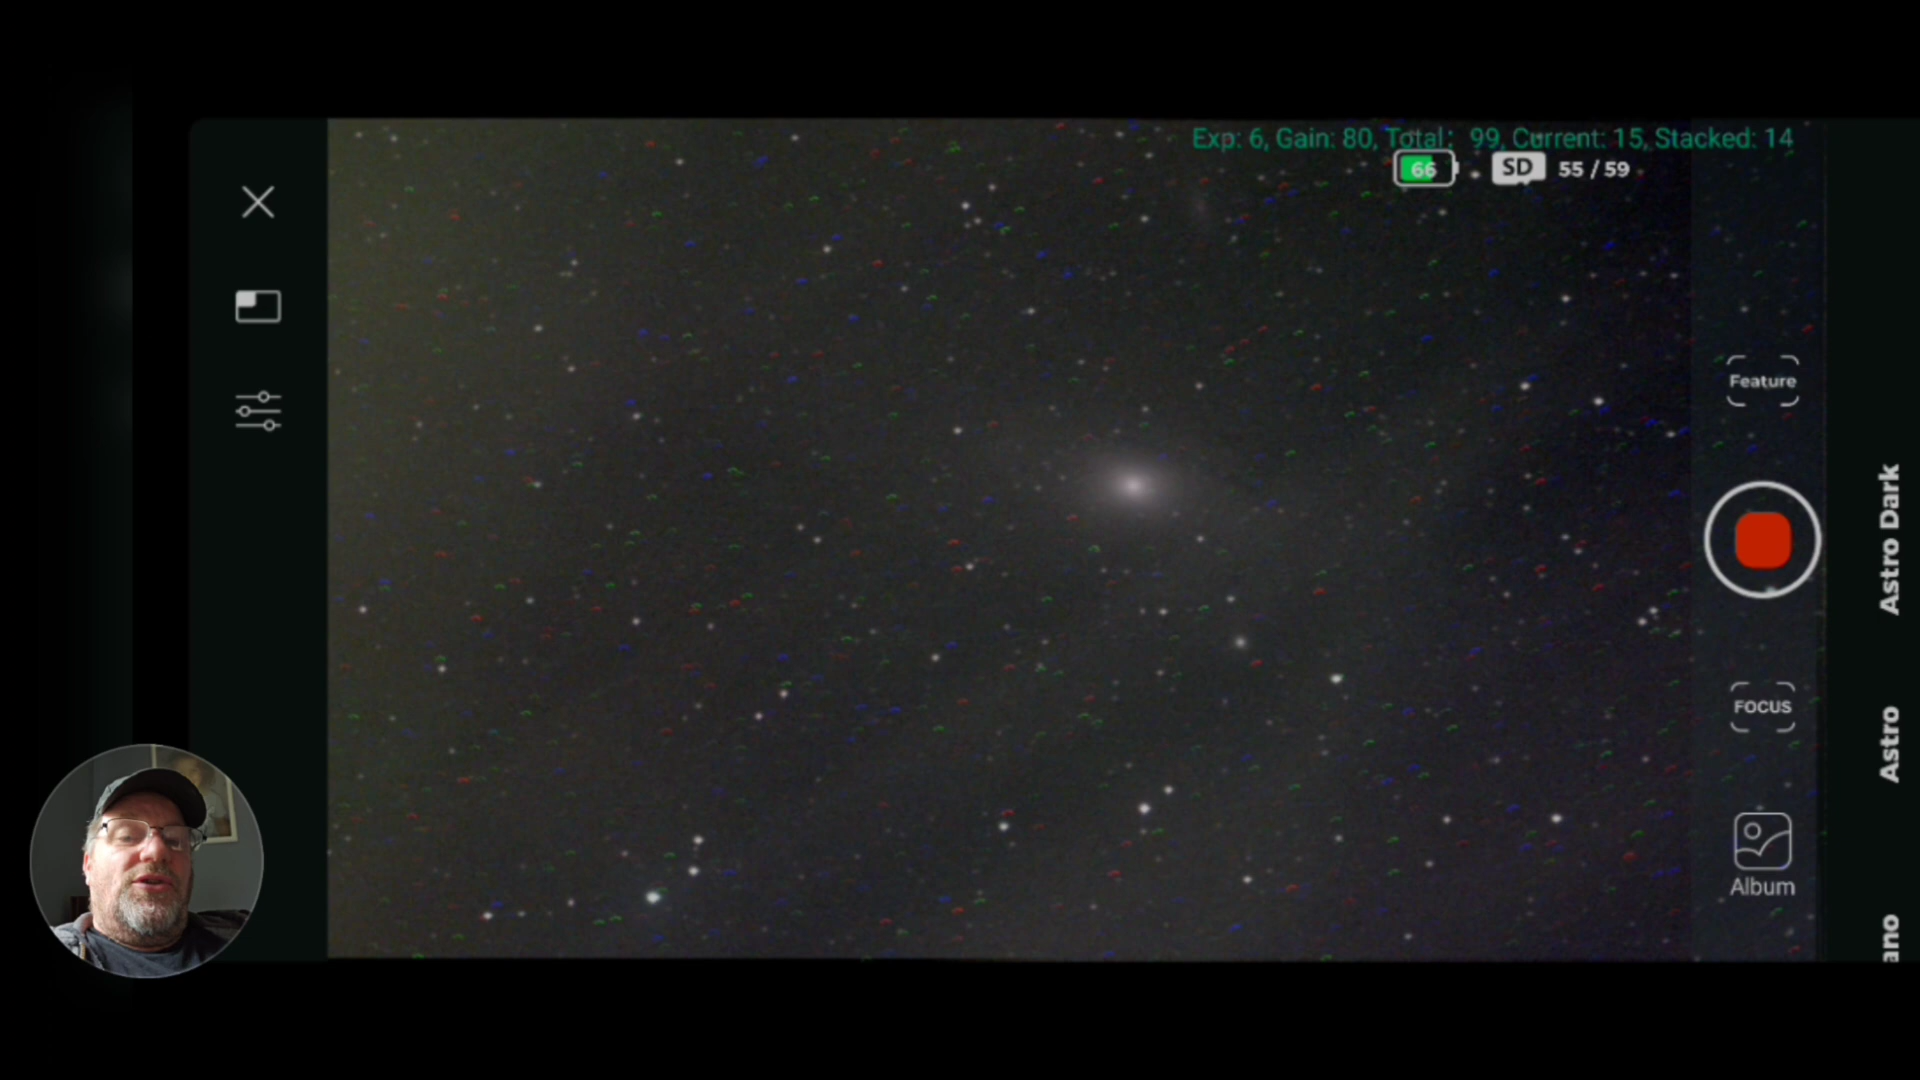 Exp: 6, Gain: 80, Total: 99, Current: 15, Stacked: 14
66 SD 55 / 59
Feature
FOCUS
Album
Astro Dark
Astro
ano